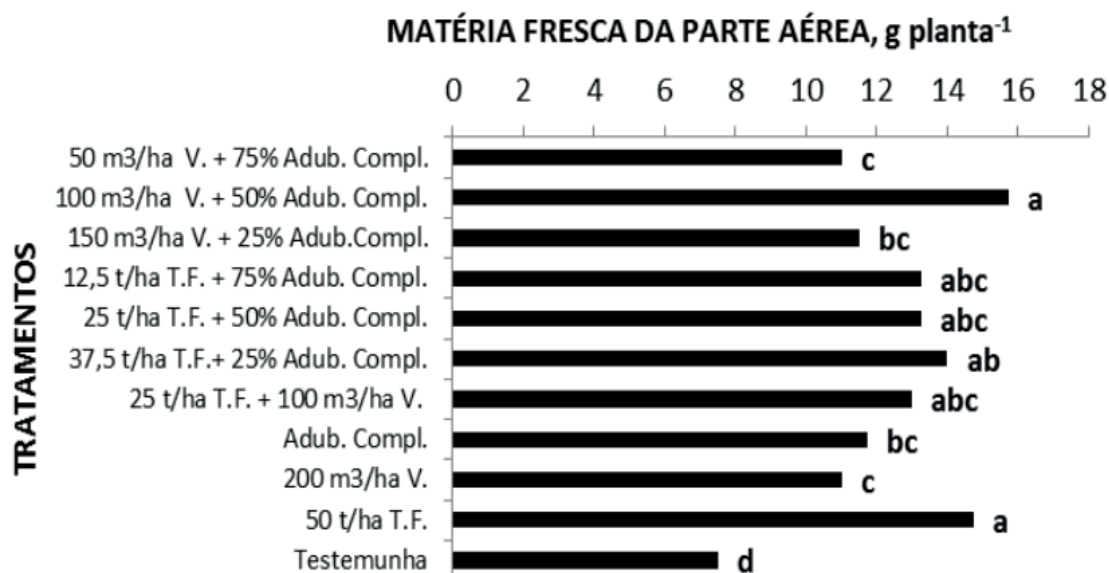 MATÉRIA FRESCA DA PARTE AÉREA, g planta⁻¹
0 2 4 6 8 10 12 14 16 18
TRATAMENTOS
50 m3/ha V. + 75% Adub. Compl. c
100 m3/ha V. + 50% Adub. Compl. a
150 m3/ha V. + 25% Adub.Compl. bc
12,5 t/ha T.F. + 75% Adub. Compl. abc
25 t/ha T.F. + 50% Adub. Compl. abc
37,5 t/ha T.F.+ 25% Adub. Compl. ab
25 t/ha T.F. + 100 m3/ha V. abc
Adub. Compl. bc
200 m3/ha V. c
50 t/ha T.F. a
Testemunha d